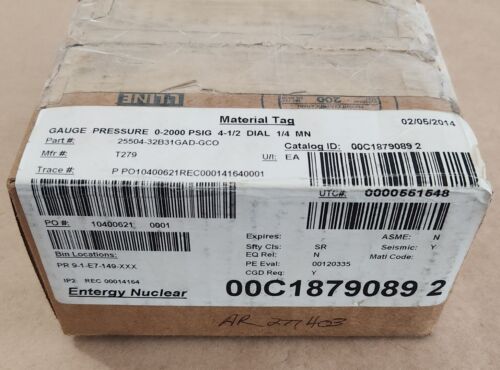 ULINE
200
Material Tag
02/05/2014
GAUGE PRESSURE 0-2000 PSIG 4-1/2 DIAL 1/4 MN
Part #: 25504-32B31GAD-GCO
Catalog ID: 00C1879089 2
Mfr #: T279
U/I: EA
Trace #: P PO10400621REC000141640001
UTC#: 0000551548
PO #: 10400621 0001
Expires: -
ASME: N
Sfty Cls: SR
Seismic: Y
Bin Locations:
EQ Rel: N
Matl Code:
PR 9-1-E7-149-XXX
PE Eval: 00120335
CGD Req: Y
IP2 REC 00014164
Entergy Nuclear
00C1879089 2
AR 277403